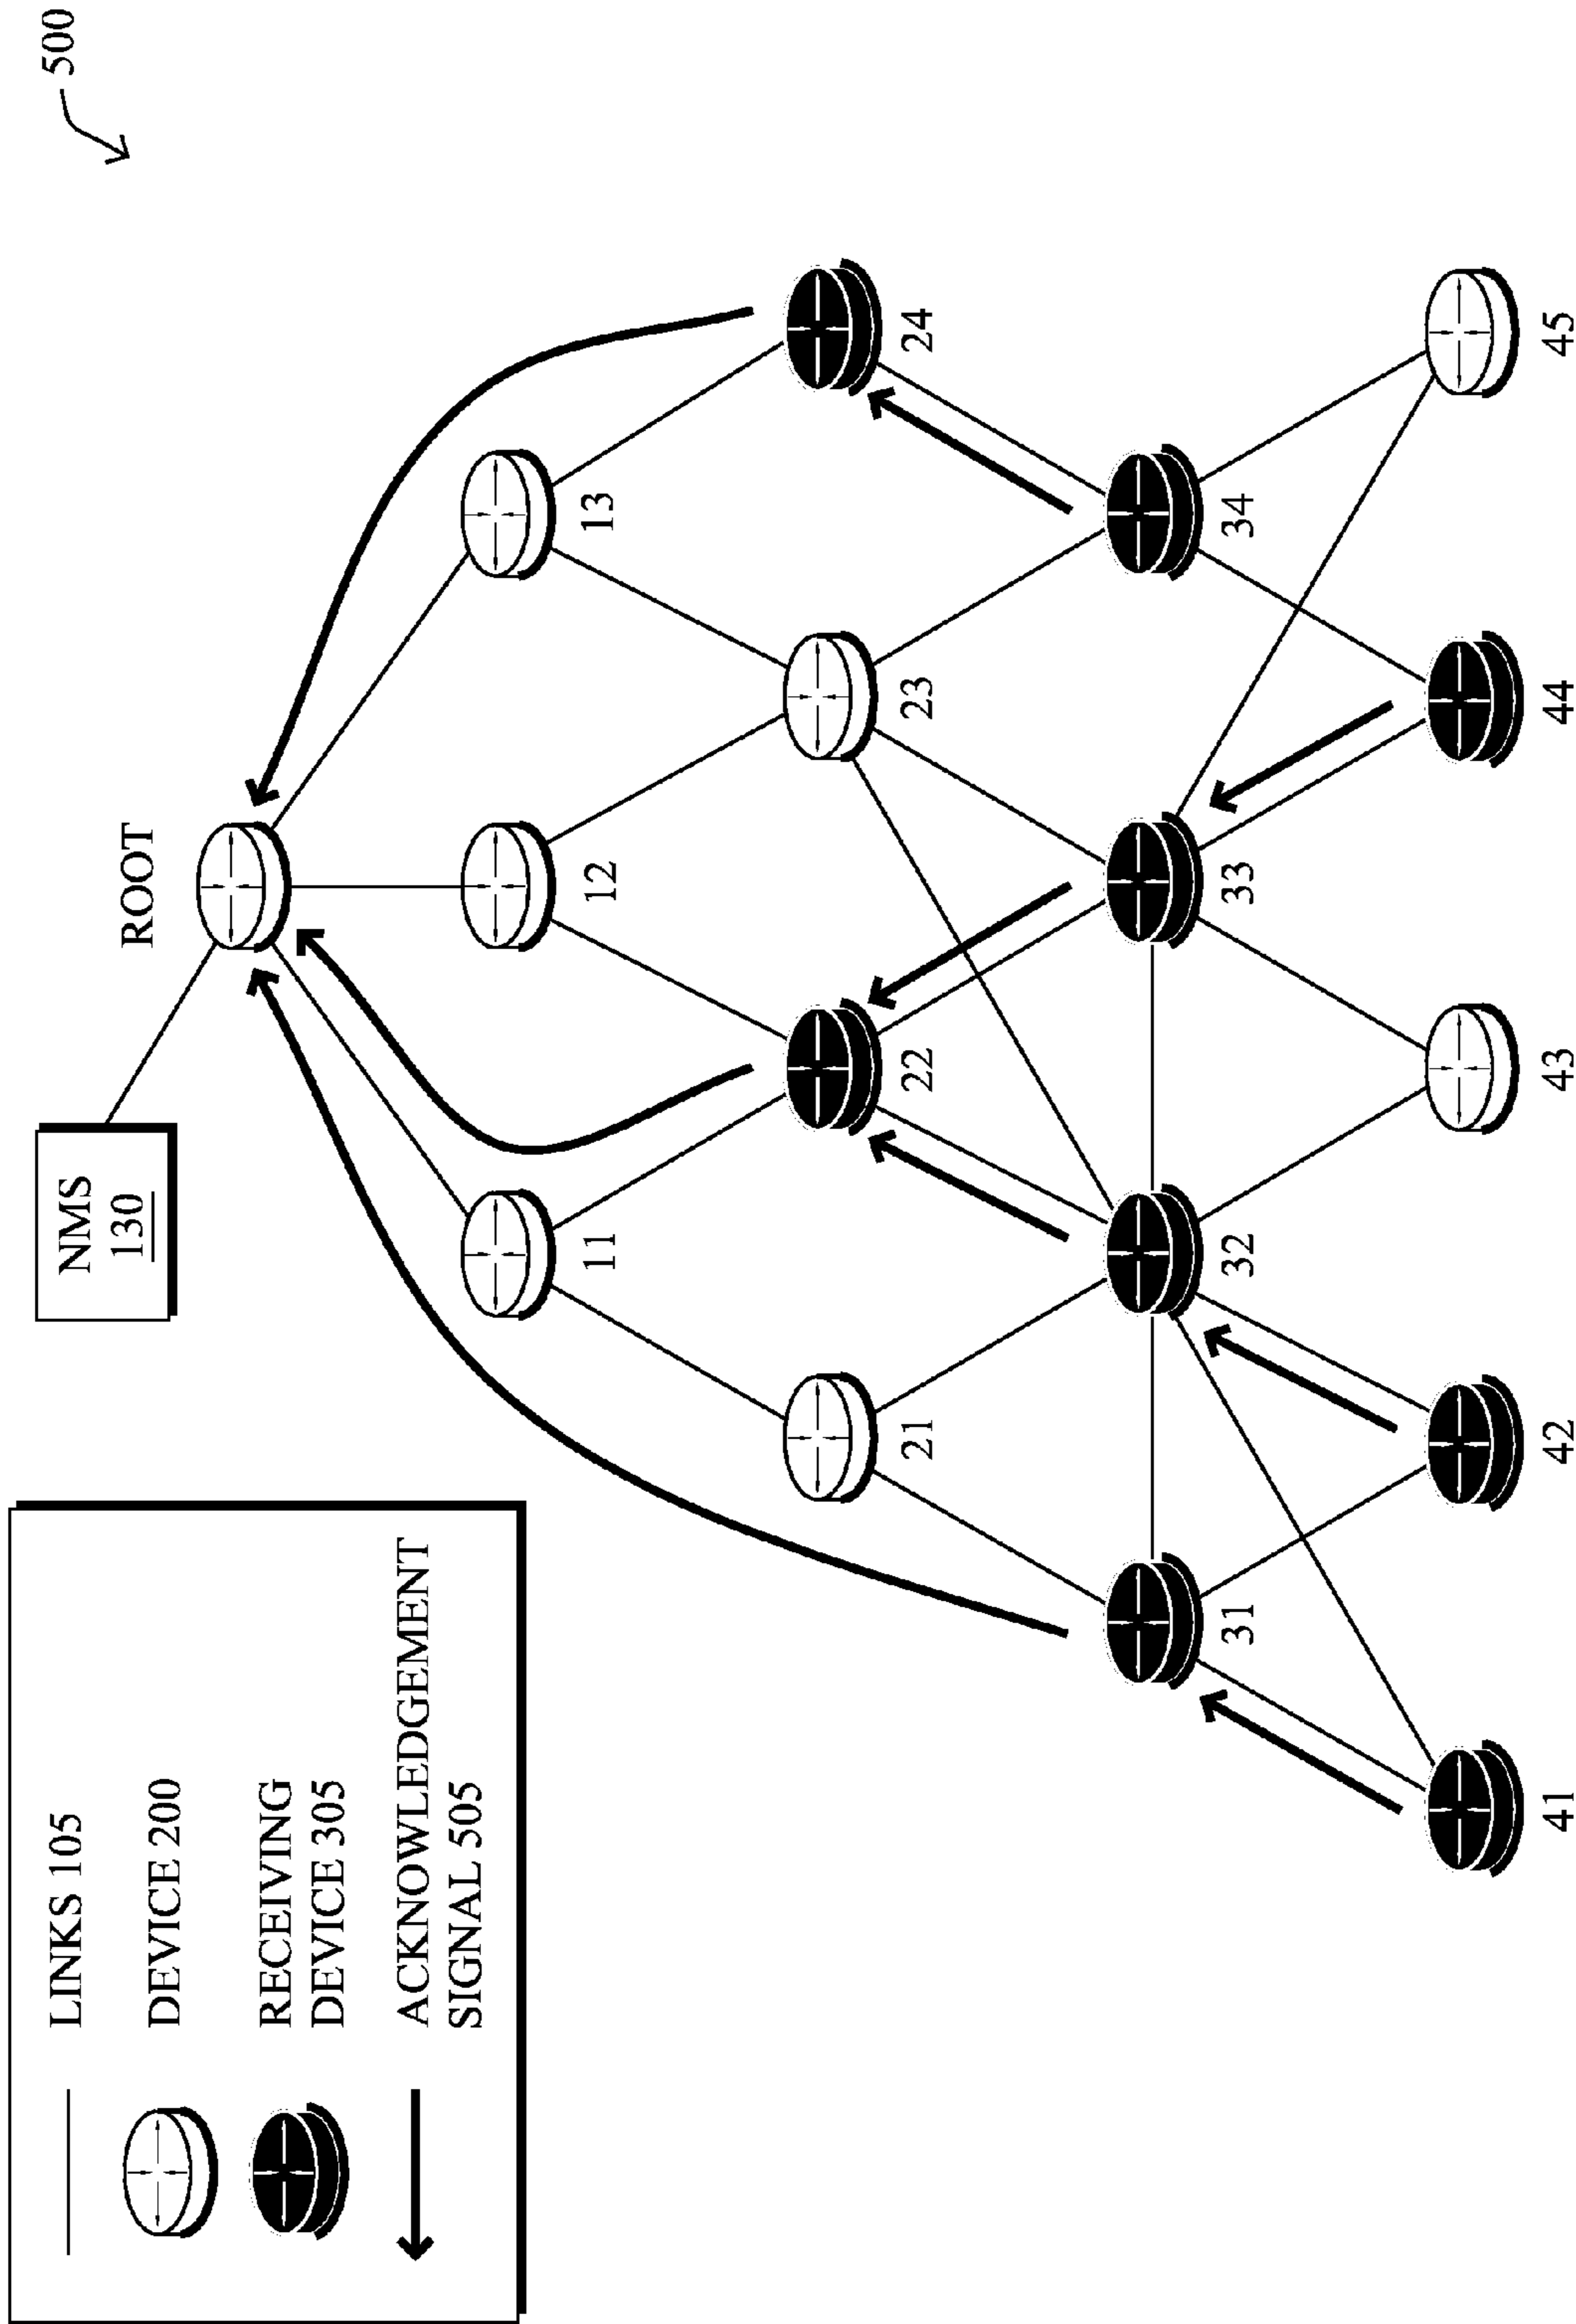 500
LINKS 105
DEVICE 200
RECEIVING
DEVICE 305
ACKNOWLEDGEMENT
SIGNAL 505
NMS
130
ROOT
11
12
13
21
22
23
24
31
32
33
34
41
42
43
44
45